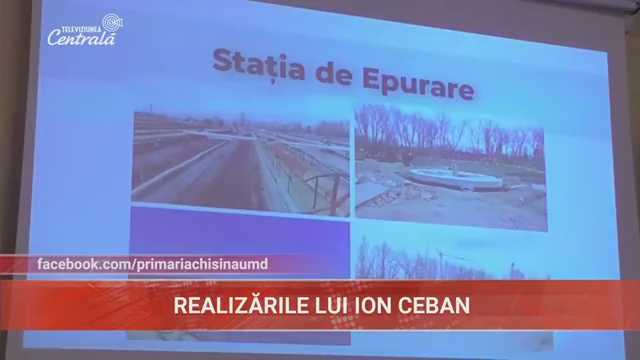 TELEVIZIUNEA
Centrală
Stația de Epurare
facebook.com/primariachisinaumd
REALIZĂRILE LUI ION CEBAN